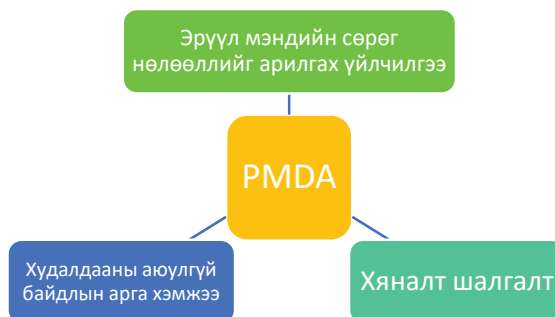 Эрүүл мэндийн сөрөг
нөлөөллийг арилгах үйлчилгээ
PMDA
Худалдааны аюулгүй
байдлын арга хэмжээ
Хяналт шалгалт